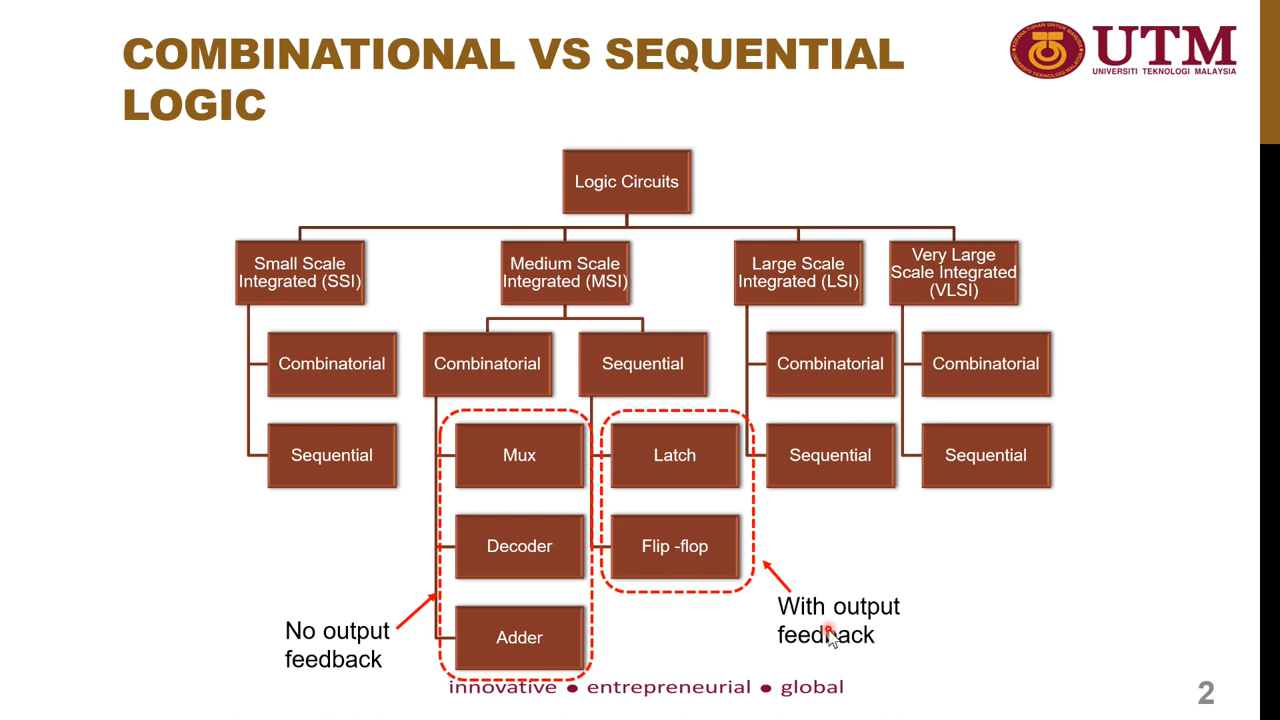 COMBINATIONAL VS SEQUENTIAL
LOGIC
UTM
UNIVERSITI TEKNOLOGI MALAYSIA
Logic Circuits
Small Scale
Integrated (SSI)
Medium Scale
Integrated (MSI)
Large Scale
Integrated (LSI)
Very Large
Scale Integrated
(VLSI)
Combinatorial
Combinatorial
Sequential
Combinatorial
Combinatorial
Sequential
Mux
Latch
Sequential
Sequential
Decoder
Flip -flop
With output
feedback
No output
feedback
Adder
innovative ● entrepreneurial ● global
2